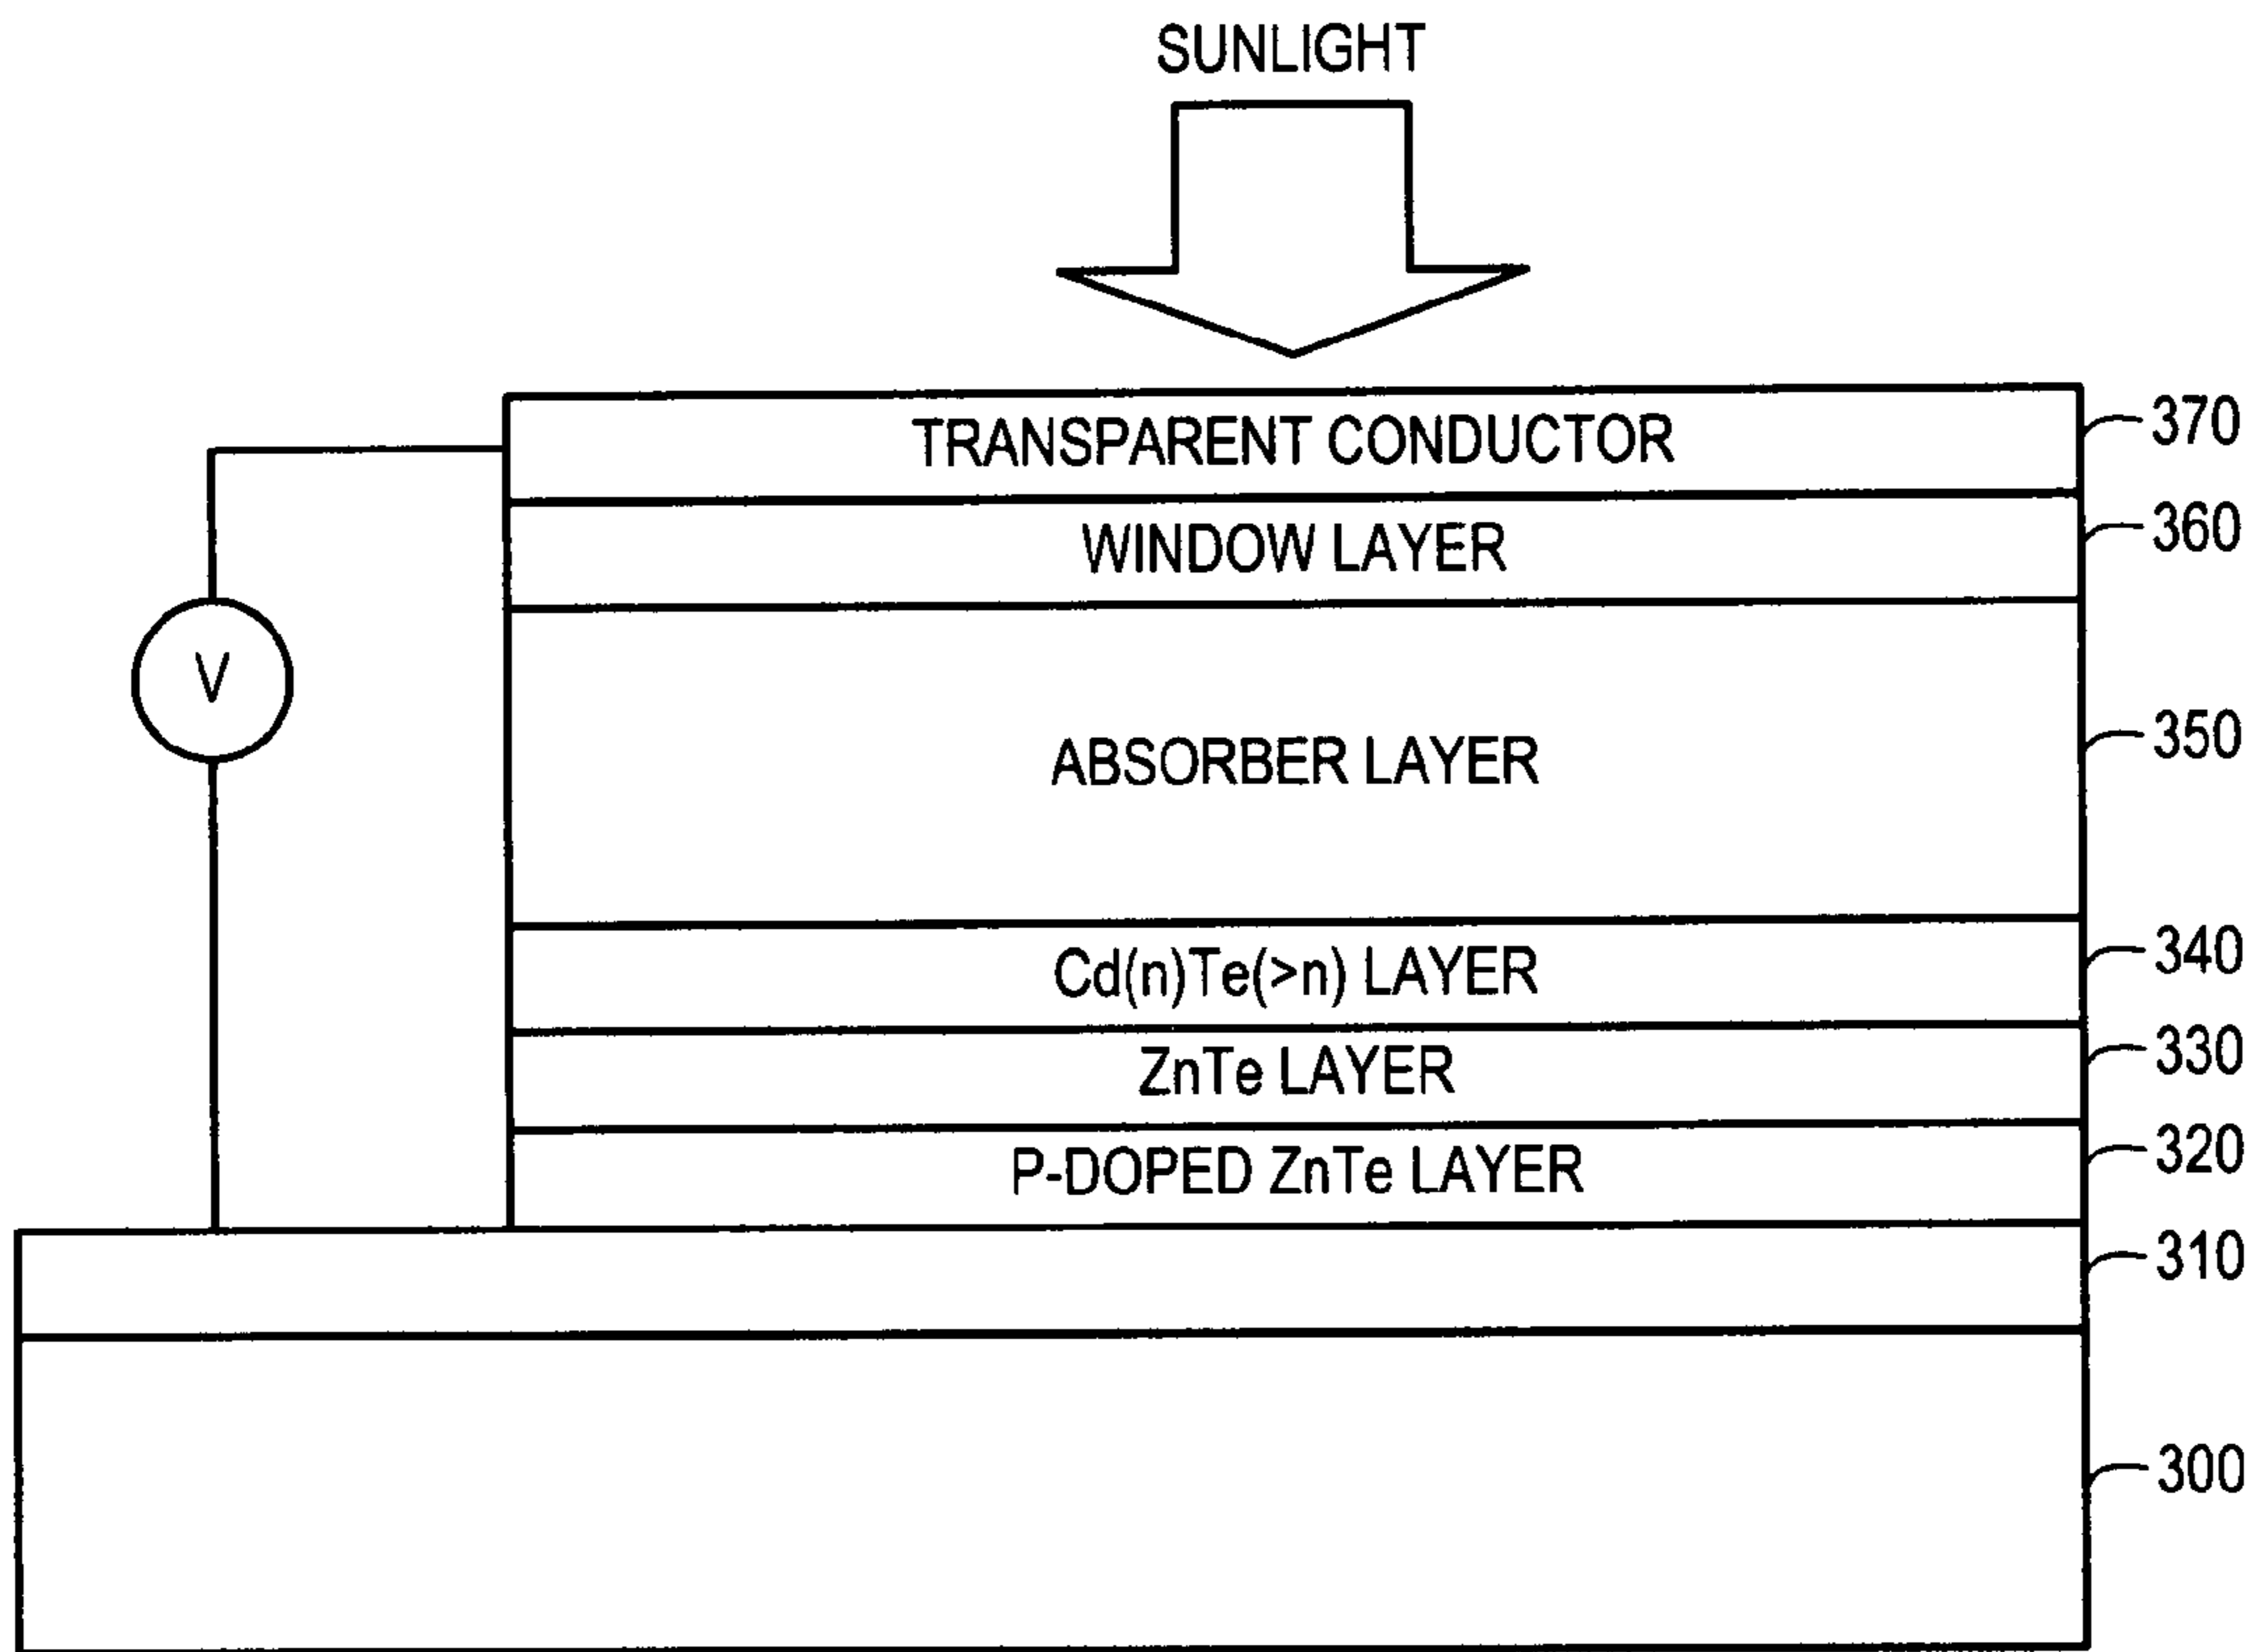 SUNLIGHT
TRANSPARENT CONDUCTOR
370
WINDOW LAYER
360
V
ABSORBER LAYER
350
Cd(n)Te(>n) LAYER
340
ZnTe LAYER
330
P-DOPED ZnTe LAYER
320
310
300